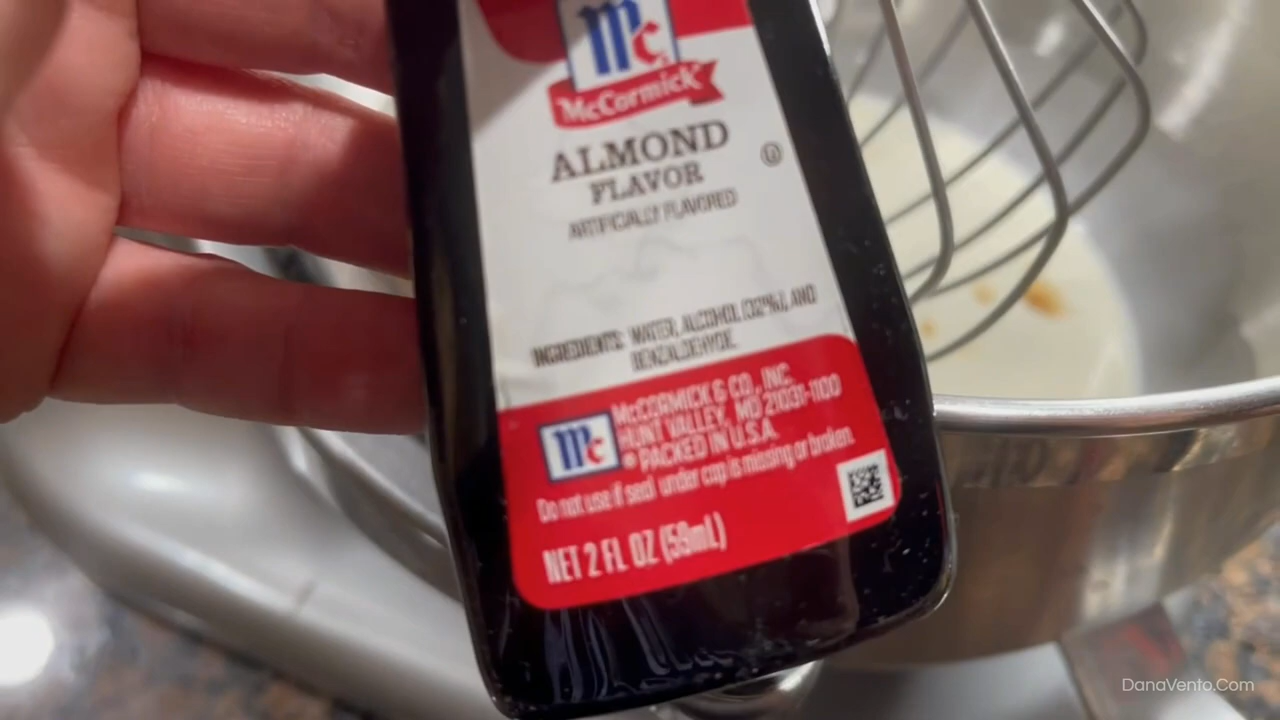 Mc
McCormick
ALMOND
FLAVOR
ARTIFICIALLY FLAVORED
INGREDIENTS: WATER, ALCOHOL (32%), AND
BENZALDEHYDE.
Mc
McCORMICK & CO., INC.
HUNT VALLEY, MD 21031-1100
® PACKED IN U.S.A.
Do not use if seal under cap is missing or broken.
NET 2 FL OZ (59mL)
DanaVento.Com